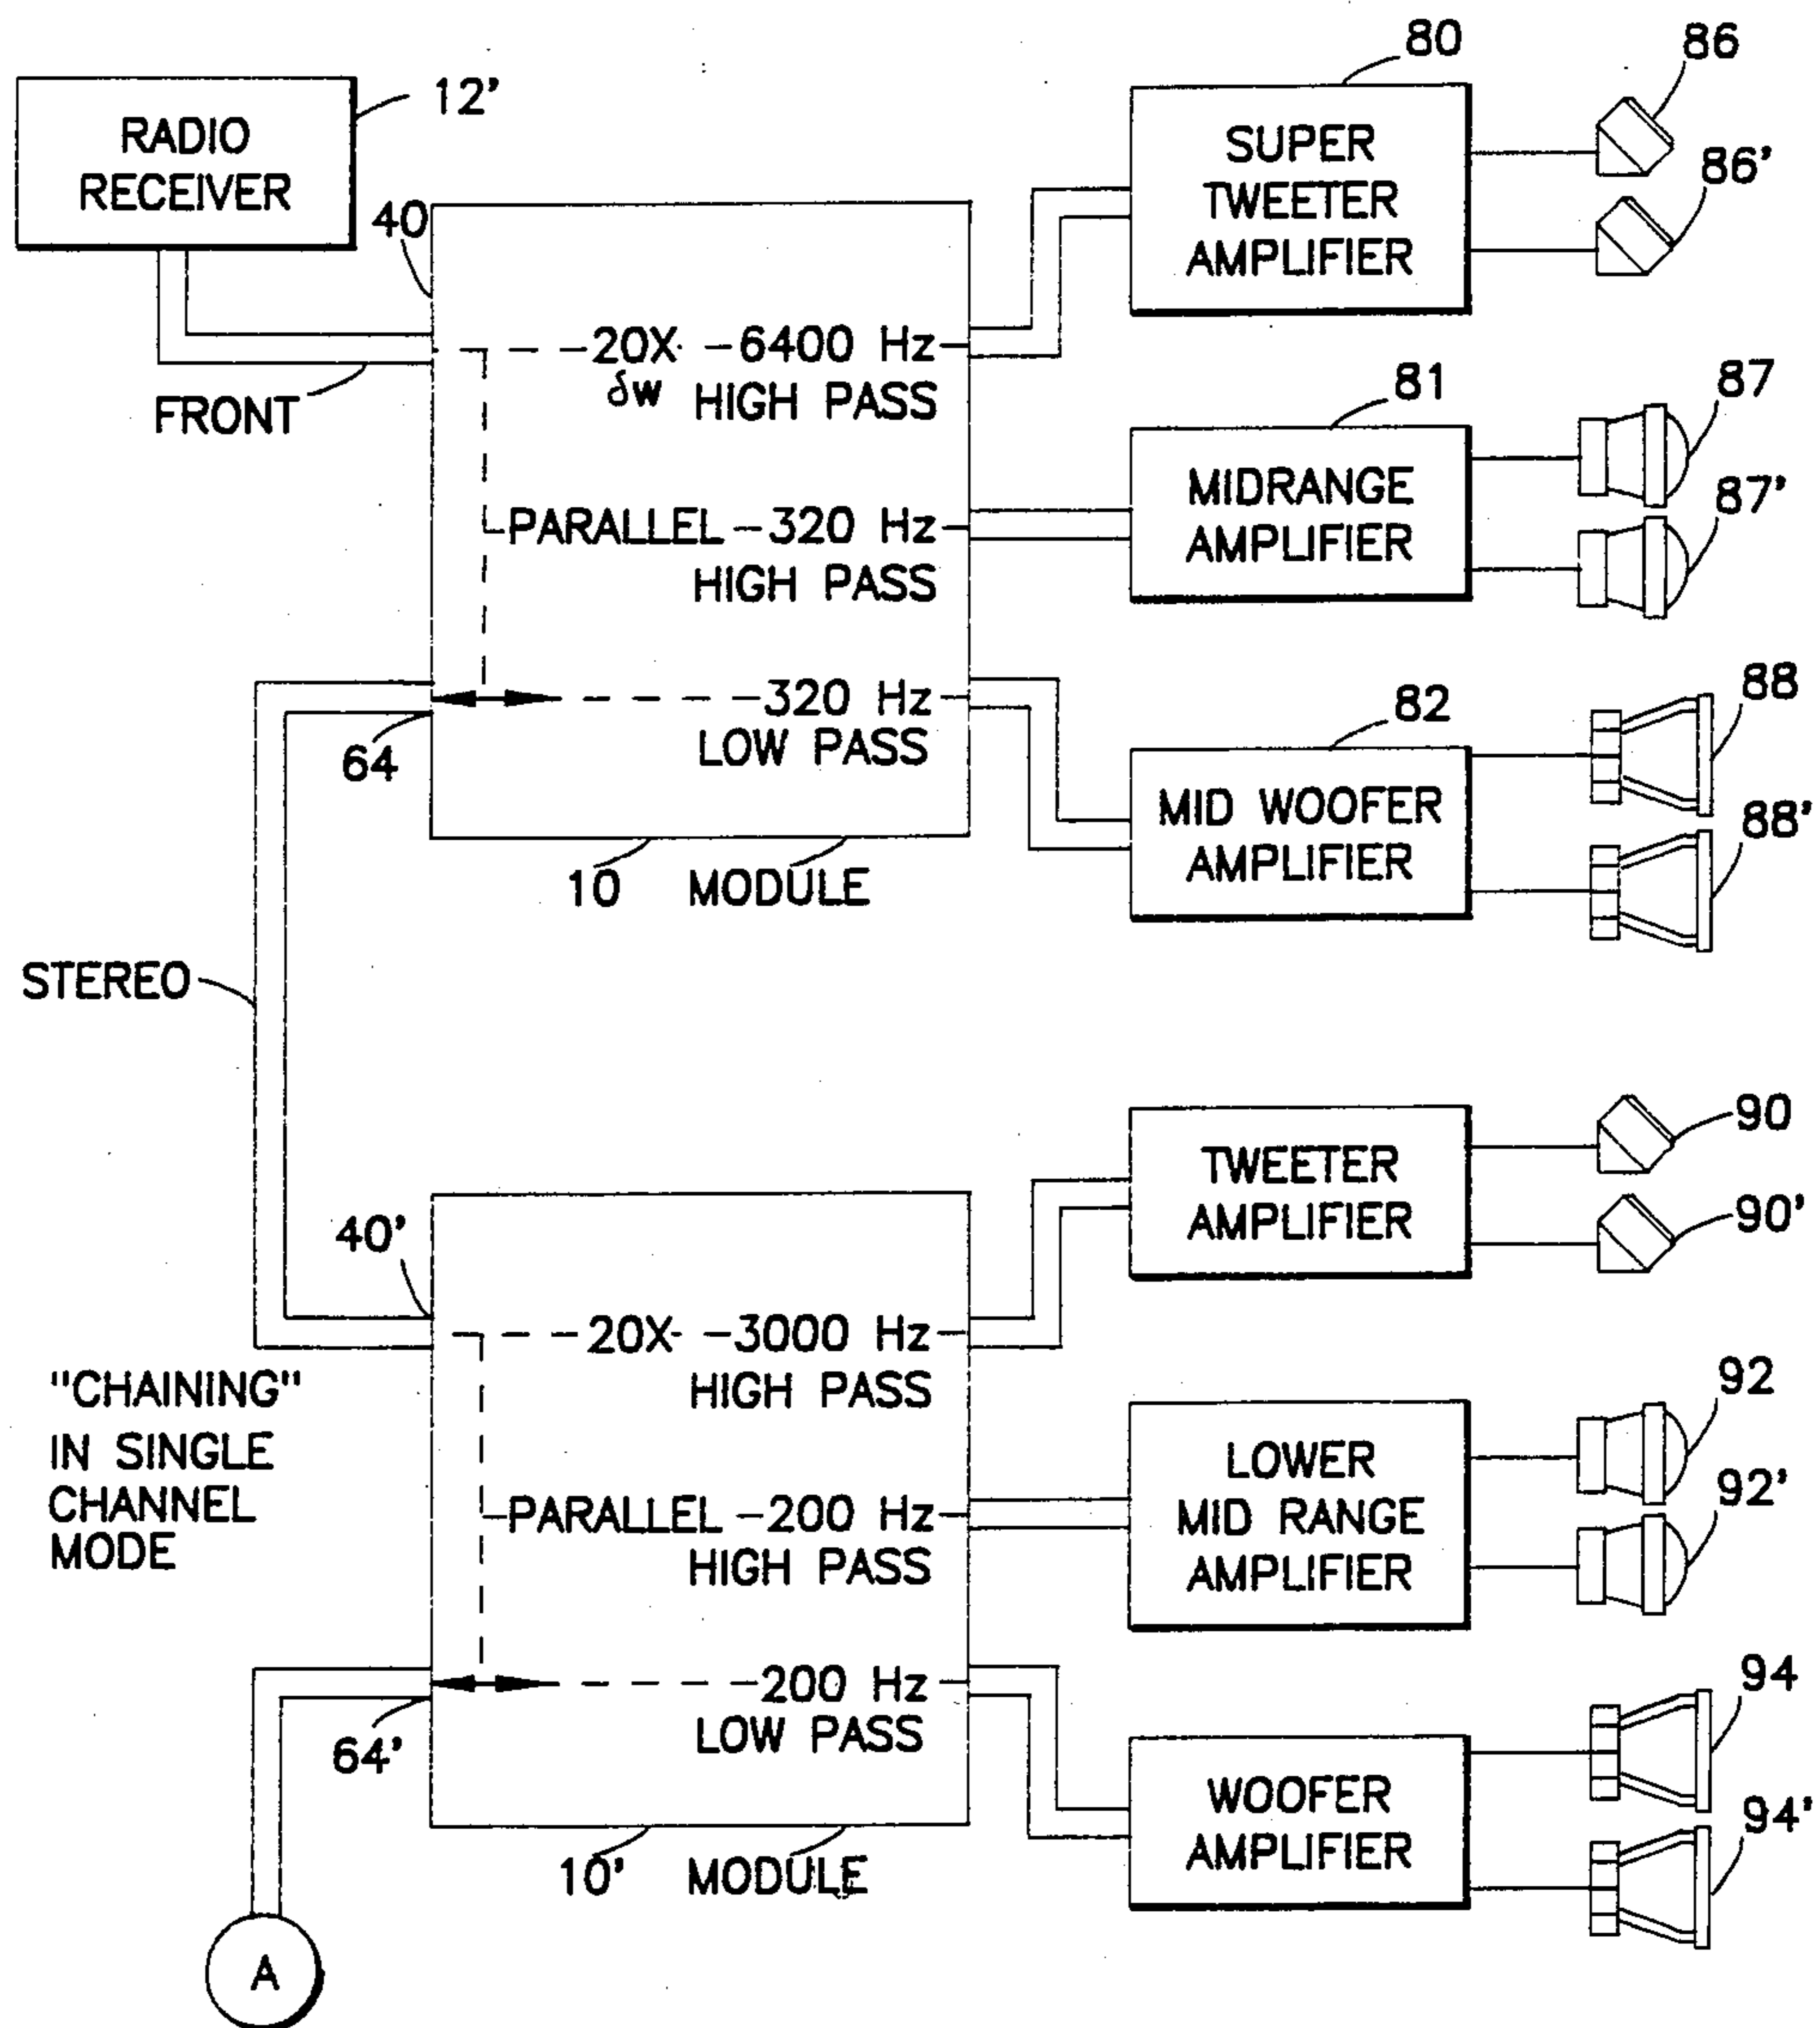 RADIO
RECEIVER
12'
FRONT
40
20X -6400 Hz
δw HIGH PASS
PARALLEL -320 Hz
HIGH PASS
-320 Hz
LOW PASS
64
10 MODULE
80
SUPER
TWEETER
AMPLIFIER
86
86'
81
MIDRANGE
AMPLIFIER
87
87'
82
MID WOOFER
AMPLIFIER
88
88'
STEREO
"CHAINING"
IN SINGLE
CHANNEL
MODE
40'
20X -3000 Hz
HIGH PASS
PARALLEL -200 Hz
HIGH PASS
-200 Hz
LOW PASS
64'
10' MODULE
TWEETER
AMPLIFIER
90
90'
LOWER
MID RANGE
AMPLIFIER
92
92'
WOOFER
AMPLIFIER
94
94'
A